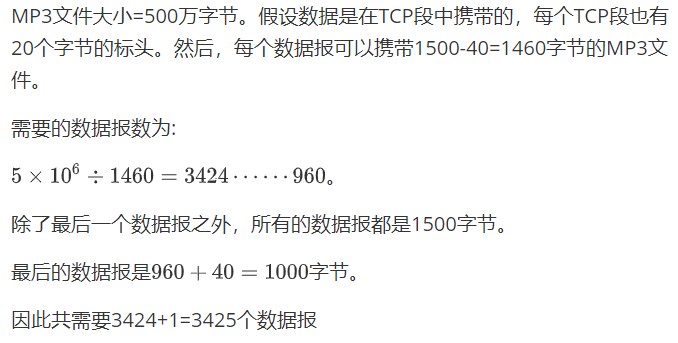 MP3文件大小=500万字节。假设数据是在TCP段中携带的，每个TCP段也有
20个字节的标头。然后，每个数据报可以携带1500-40=1460字节的MP3文
件。
需要的数据报数为:
5 × 10⁶ ÷ 1460 = 3424 ⋯⋯ 960。
除了最后一个数据报之外，所有的数据报都是1500字节。
最后的数据报是960 + 40 = 1000字节。
因此共需要3424+1=3425个数据报